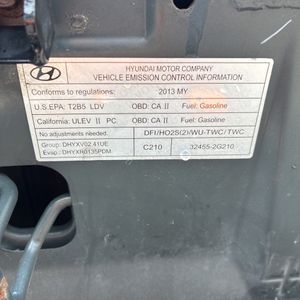 HYUNDAI MOTOR COMPANY
VEHICLE EMISSION CONTROL INFORMATION
Conforms to regulations: 2013 MY
U.S.EPA: T2B5 LDV OBD: CA II Fuel: Gasoline
California: ULEV II PC OBD: CA II Fuel: Gasoline
No adjustments needed. DFI/HO2S(2)/WU-TWC/TWC
Group: DHYXV02.41UE C210 32455-2G210
Evap: DHYXR0135PDM